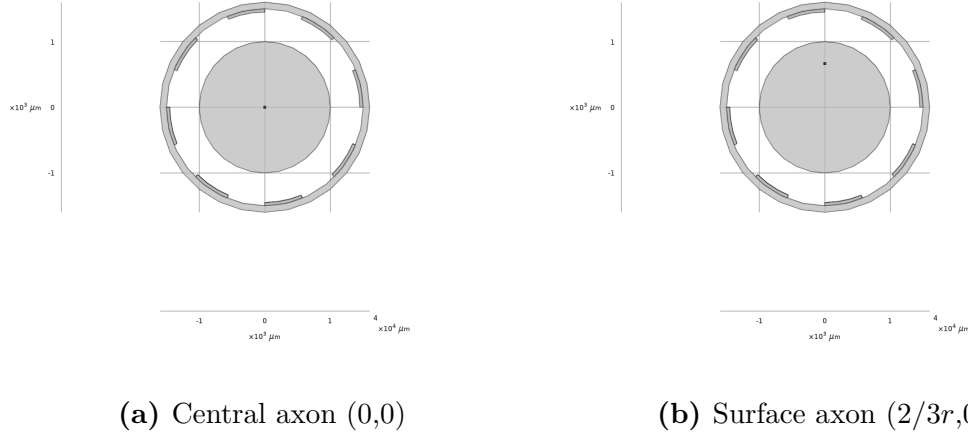 1
×10³ μm 0
-1
-1 0 1 4
×10³ μm ×10⁴ μm
1
×10³ μm 0
-1
-1 0 1 4
×10³ μm ×10⁴ μm
(a) Central axon (0,0)
(b) Surface axon (2/3r,0